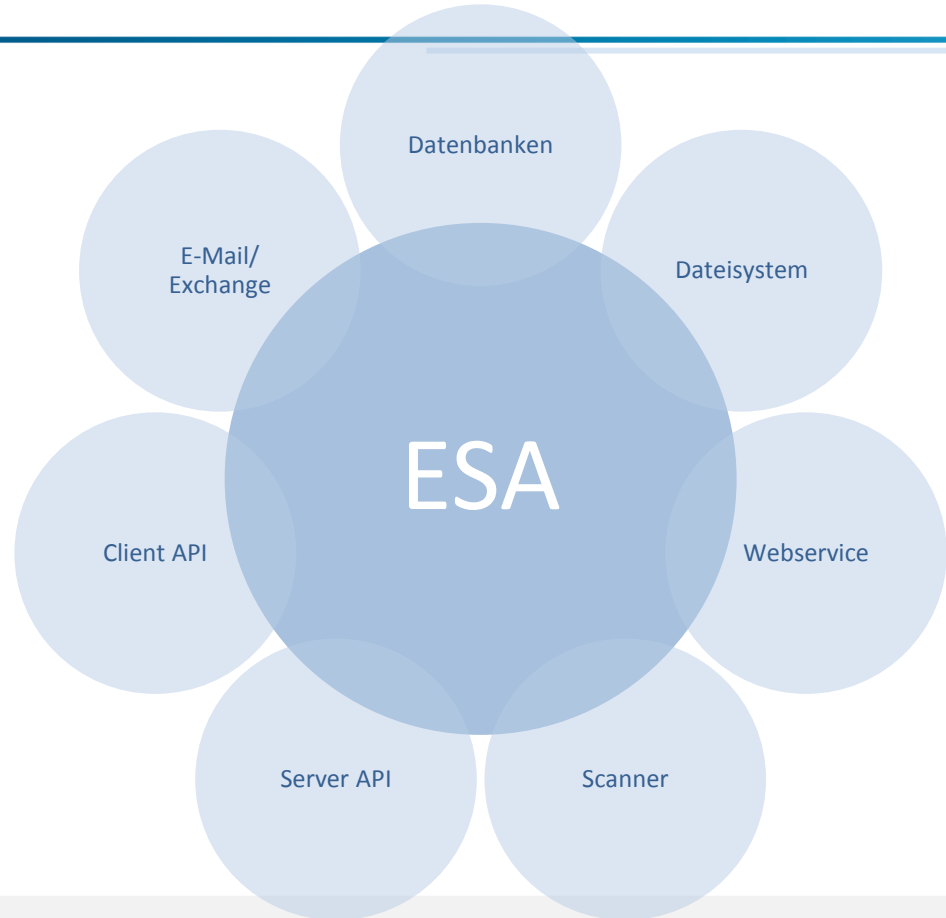 Datenbanken
E-Mail/
Exchange
Dateisystem
ESA
Client API
Webservice
Server API
Scanner